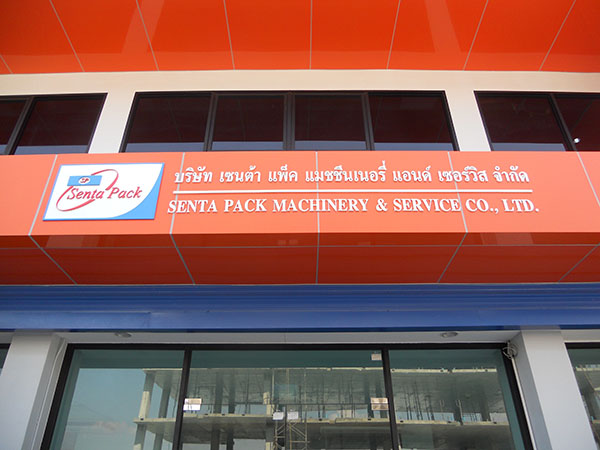 Senta Pack
บริษัท เซนต้า แพ็ค แมชชีนเนอรี่ แอนด์ เซอร์วิส จำกัด
SENTA PACK MACHINERY & SERVICE CO., LTD.